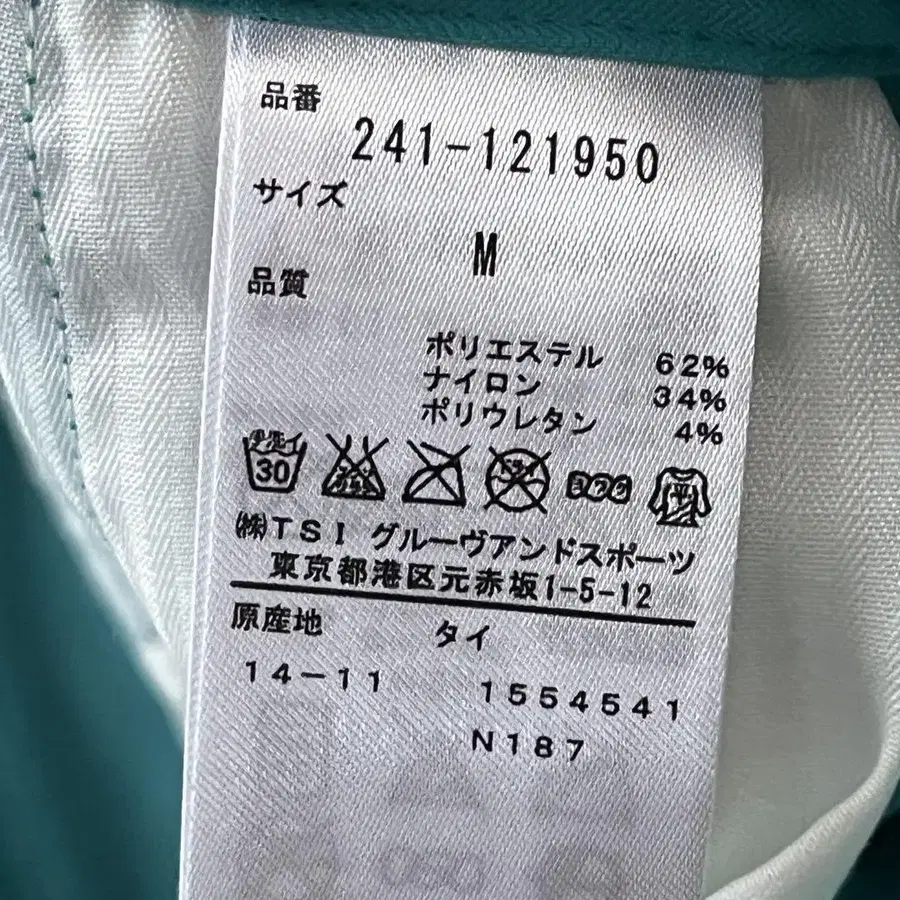 品番
241-121950
サイズ
M
品質
ポリエステル 62%
ナイロン 34%
ポリウレタン 4%
30
㈱TSI グルーヴアンドスポーツ
東京都港区元赤坂1-5-12
原産地 タイ
14-11 1554541
N187